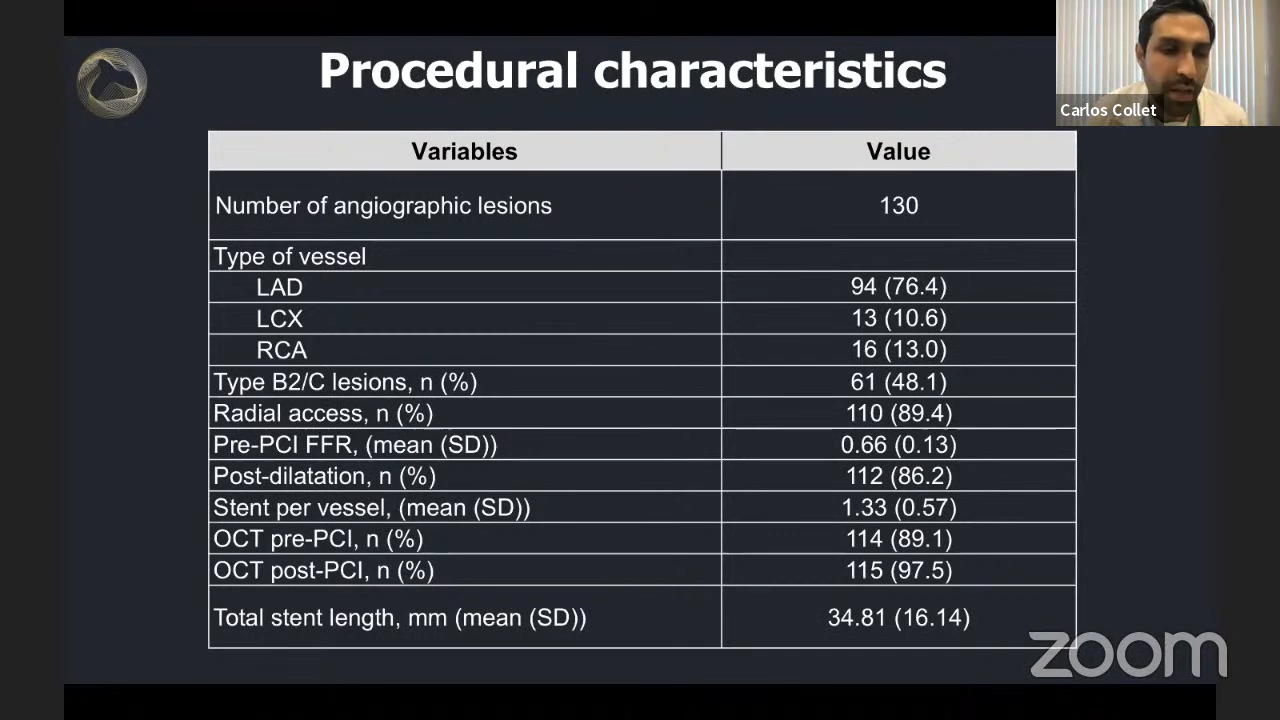 Procedural characteristics
Carlos Collet
Variables Value
Number of angiographic lesions 130
Type of vessel
LAD 94 (76.4)
LCX 13 (10.6)
RCA 16 (13.0)
Type B2/C lesions, n (%) 61 (48.1)
Radial access, n (%) 110 (89.4)
Pre-PCI FFR, (mean (SD)) 0.66 (0.13)
Post-dilatation, n (%) 112 (86.2)
Stent per vessel, (mean (SD)) 1.33 (0.57)
OCT pre-PCI, n (%) 114 (89.1)
OCT post-PCI, n (%) 115 (97.5)
Total stent length, mm (mean (SD)) 34.81 (16.14)
zoom